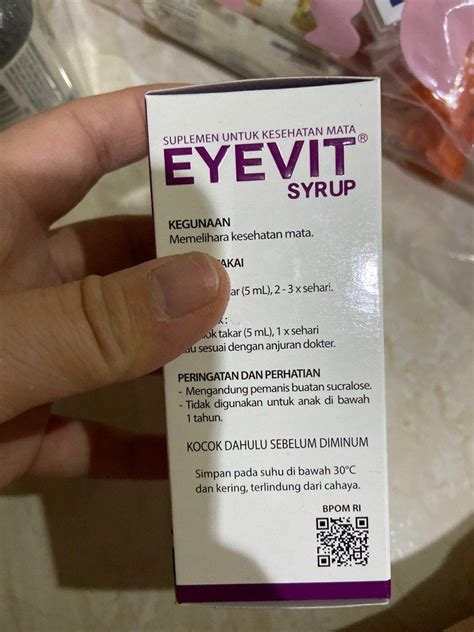 SUPLEMEN UNTUK KESEHATAN MATA
EYEVIT®
SYRUP
KEGUNAAN
Memelihara kesehatan mata.
AKAI
ar (5 mL), 2 - 3 x sehari.
:
ok takar (5 mL), 1 x sehari
au sesuai dengan anjuran dokter.
PERINGATAN DAN PERHATIAN
- Mengandung pemanis buatan sucralose.
- Tidak digunakan untuk anak di bawah
1 tahun.
KOCOK DAHULU SEBELUM DIMINUM
Simpan pada suhu di bawah 30°C
dan kering, terlindung dari cahaya.
BPOM RI